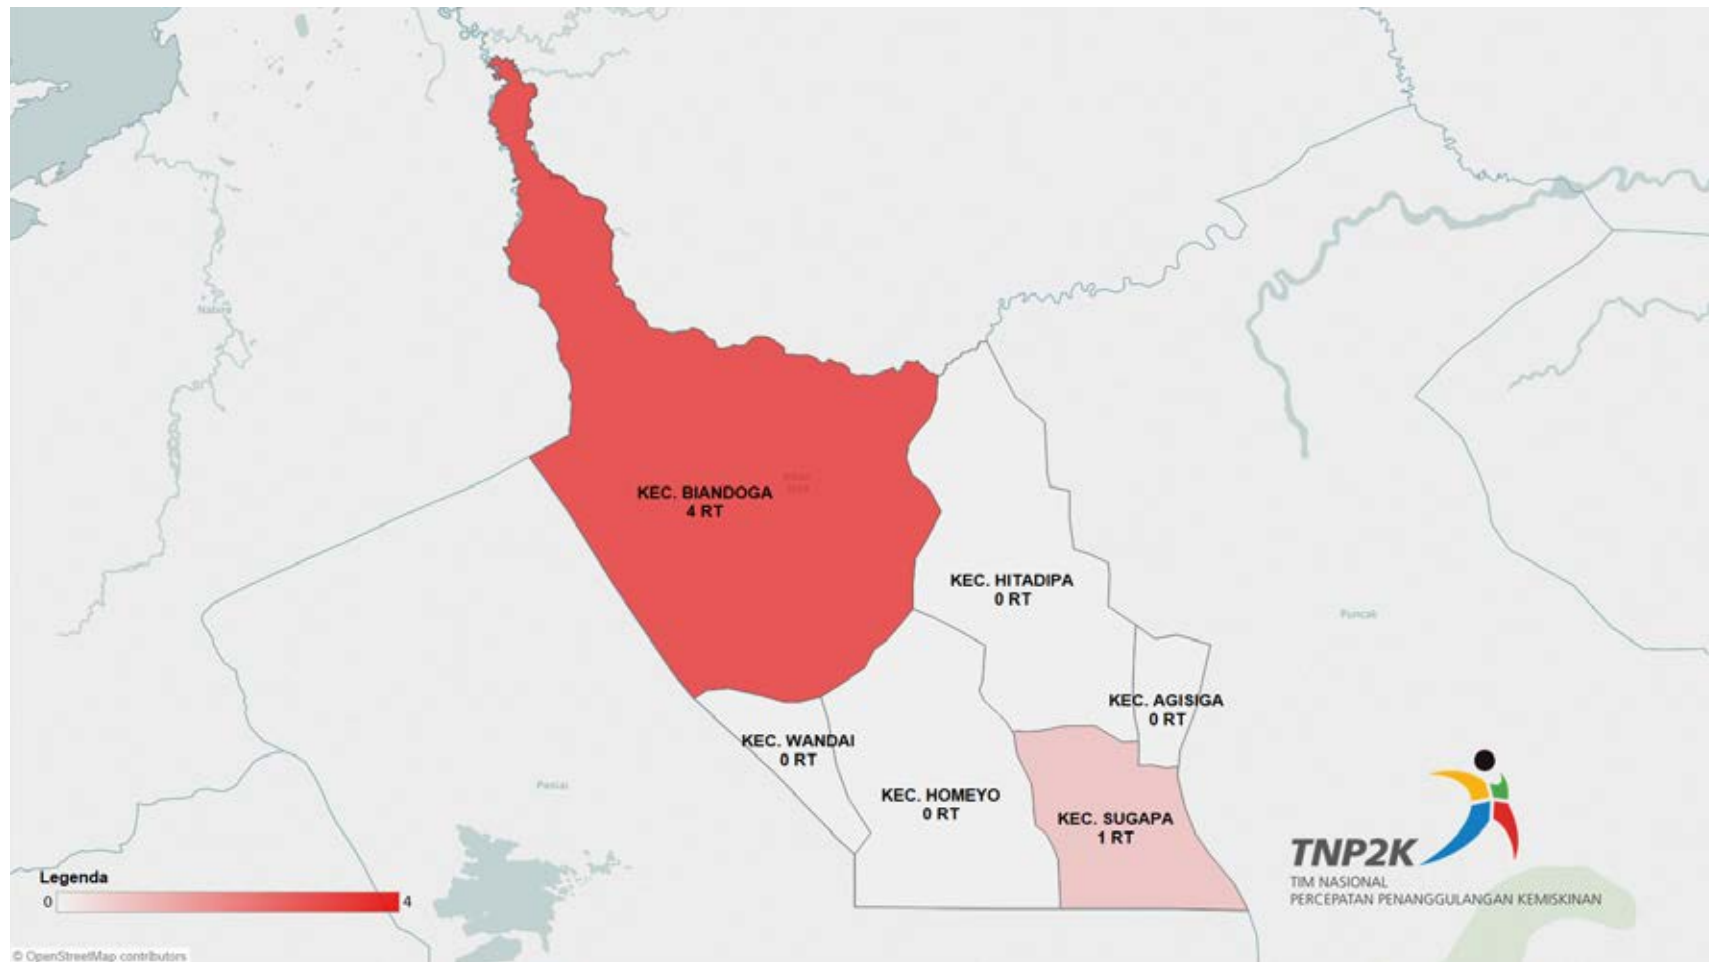 Nabire
KEC. BIANDOGA
4 RT
KEC. HITADIPA
0 RT
Puncak
KEC. AGISIGA
0 RT
KEC. WANDAI
0 RT
Paniai
KEC. HOMEYO
0 RT
KEC. SUGAPA
1 RT
TNP2K
TIM NASIONAL
PERCEPATAN PENANGGULANGAN KEMISKINAN
Legenda
0
4
© OpenStreetMap contributors